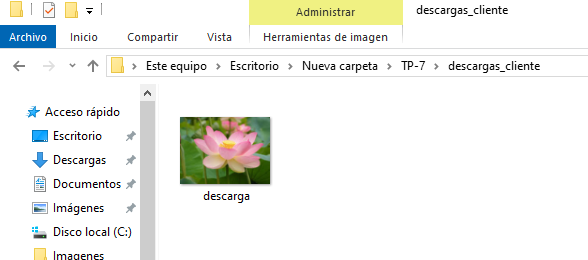 Administrar
descargas_cliente
Archivo
Inicio
Compartir
Vista
Herramientas de imagen
Este equipo > Escritorio > Nueva carpeta > TP-7 > descargas_cliente
Acceso rápido
Escritorio
Descargas
Documentos
Imágenes
Disco local (C:)
Imagenes
descarga